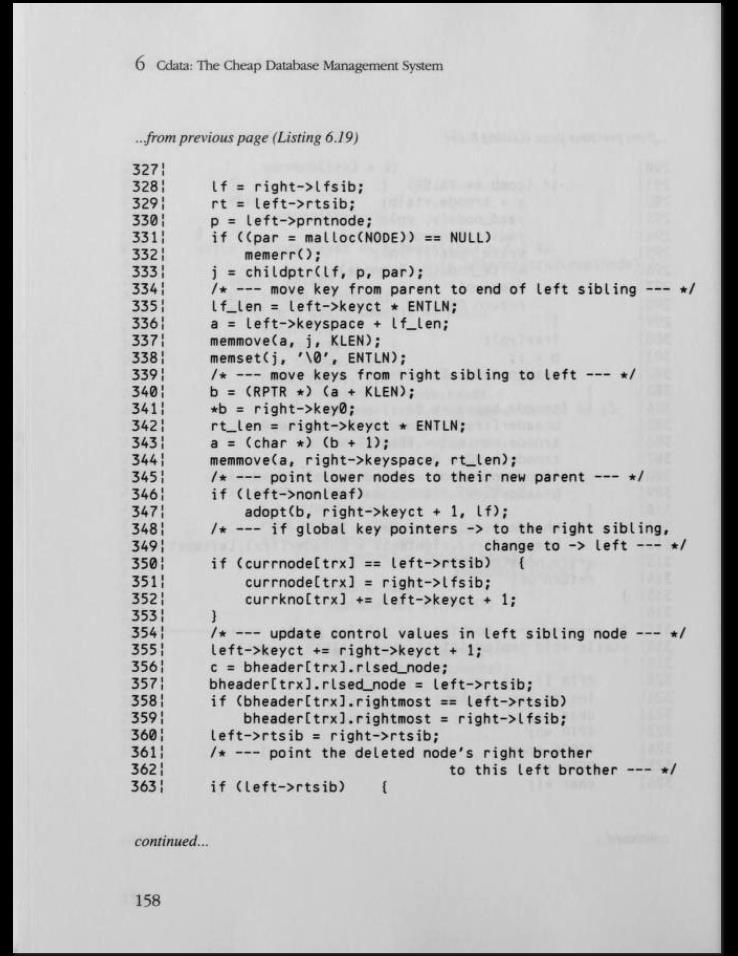 6 Cdata: The Cheap Database Management System
...from previous page (Listing 6.19)
327¦
328¦ lf = right->lfsib;
329¦ rt = left->rtsib;
330¦ p = left->prntnode;
331¦ if ((par = malloc(NODE)) == NULL)
332¦ memerr();
333¦ j = childptr(lf, p, par);
334¦ /* --- move key from parent to end of left sibling --- */
335¦ lf_len = left->keyct * ENTLN;
336¦ a = left->keyspace + lf_len;
337¦ memmove(a, j, KLEN);
338¦ memset(j, '\0', ENTLN);
339¦ /* --- move keys from right sibling to left --- */
340¦ b = (RPTR *) (a + KLEN);
341¦ *b = right->key0;
342¦ rt_len = right->keyct * ENTLN;
343¦ a = (char *) (b + 1);
344¦ memmove(a, right->keyspace, rt_len);
345¦ /* --- point lower nodes to their new parent --- */
346¦ if (left->nonleaf)
347¦ adopt(b, right->keyct + 1, lf);
348¦ /* --- if global key pointers -> to the right sibling,
349¦ change to -> left --- */
350¦ if (currnode[trx] == left->rtsib) {
351¦ currnode[trx] = right->lfsib;
352¦ currkno[trx] += left->keyct + 1;
353¦ }
354¦ /* --- update control values in left sibling node --- */
355¦ left->keyct += right->keyct + 1;
356¦ c = bheader[trx].rlsed_node;
357¦ bheader[trx].rlsed_node = left->rtsib;
358¦ if (bheader[trx].rightmost == left->rtsib)
359¦ bheader[trx].rightmost = right->lfsib;
360¦ left->rtsib = right->rtsib;
361¦ /* --- point the deleted node's right brother
362¦ to this left brother --- */
363¦ if (left->rtsib) {
continued...
158